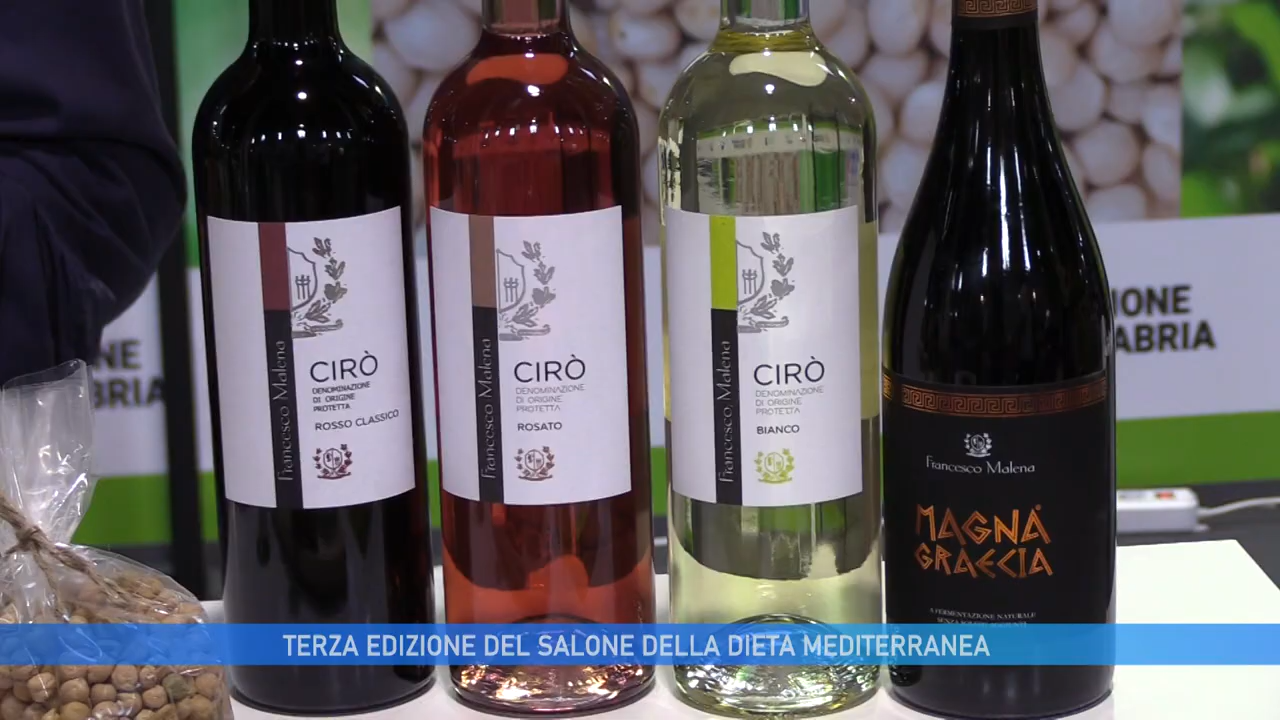 Francesco Malena
CIRÒ
DENOMINAZIONE
DI ORIGINE
PROTETTA
ROSSO CLASSICO
Francesco Malena
CIRÒ
DENOMINAZIONE
DI ORIGINE
PROTETTA
ROSATO
Francesco Malena
CIRÒ
DENOMINAZIONE
DI ORIGINE
PROTETTA
BIANCO
Francesco Malena
MAGNA
GRAECIA
A FERMENTAZIONE NATURALE
NE
BRIA
IONE
ABRIA
TERZA EDIZIONE DEL SALONE DELLA DIETA MEDITERRANEA